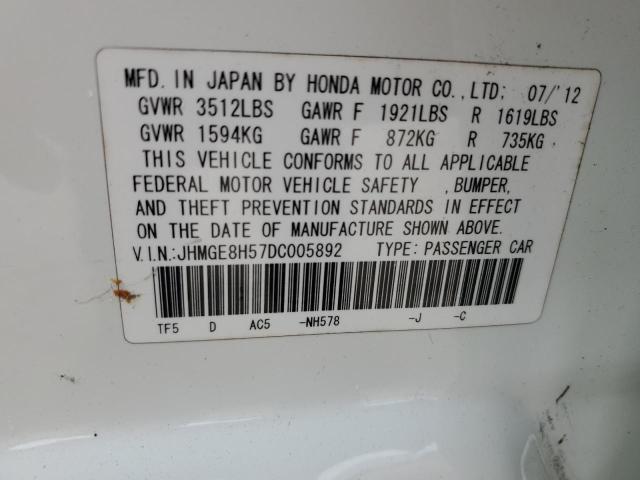 MFD. IN JAPAN BY HONDA MOTOR CO., LTD; 07/'12
GVWR 3512LBS GAWR F 1921LBS R 1619LBS
GVWR 1594KG GAWR F 872KG R 735KG
THIS VEHICLE CONFORMS TO ALL APPLICABLE
FEDERAL MOTOR VEHICLE SAFETY , BUMPER,
AND THEFT PREVENTION STANDARDS IN EFFECT
ON THE DATE OF MANUFACTURE SHOWN ABOVE.
V.I.N.:JHMGE8H57DC005892 TYPE: PASSENGER CAR
TF5 D AC5 -NH578 -J -C